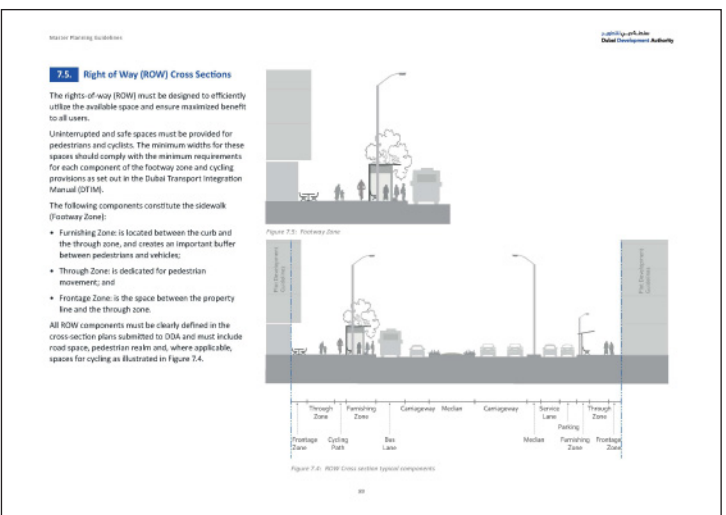 Master Planning Guidelines
Dubai Development Authority
7.5. Right of Way (ROW) Cross Sections
The rights-of-way (ROW) must be designed to efficiently
utilize the available space and ensure maximized benefit
to all users.
Uninterrupted and safe spaces must be provided for
pedestrians and cyclists. The minimum widths for these
spaces should comply with the minimum requirements
for each component of the footway zone and cycling
provisions as set out in the Dubai Transport Integration
Manual (DTIM).
The following components constitute the sidewalk
(Footway Zone):
• Furnishing Zone: is located between the curb and
the through zone, and creates an important buffer
between pedestrians and vehicles;
• Through Zone: is dedicated for pedestrian
movement; and
• Frontage Zone: is the space between the property
line and the through zone.
All ROW components must be clearly defined in the
cross-section plans submitted to DDA and must include
road space, pedestrian realm and, where applicable,
spaces for cycling as illustrated in Figure 7.4.
Figure 7.5: Footway Zone
Plot Development
Guidelines
Plot Development
Guidelines
Through Zone
Furnishing Zone
Carriageway
Median
Carriageway
Service Lane
Parking
Through Zone
Frontage Zone
Cycling Path
Bus Lane
Median
Furnishing Zone
Frontage Zone
Figure 7.4: ROW Cross section typical components